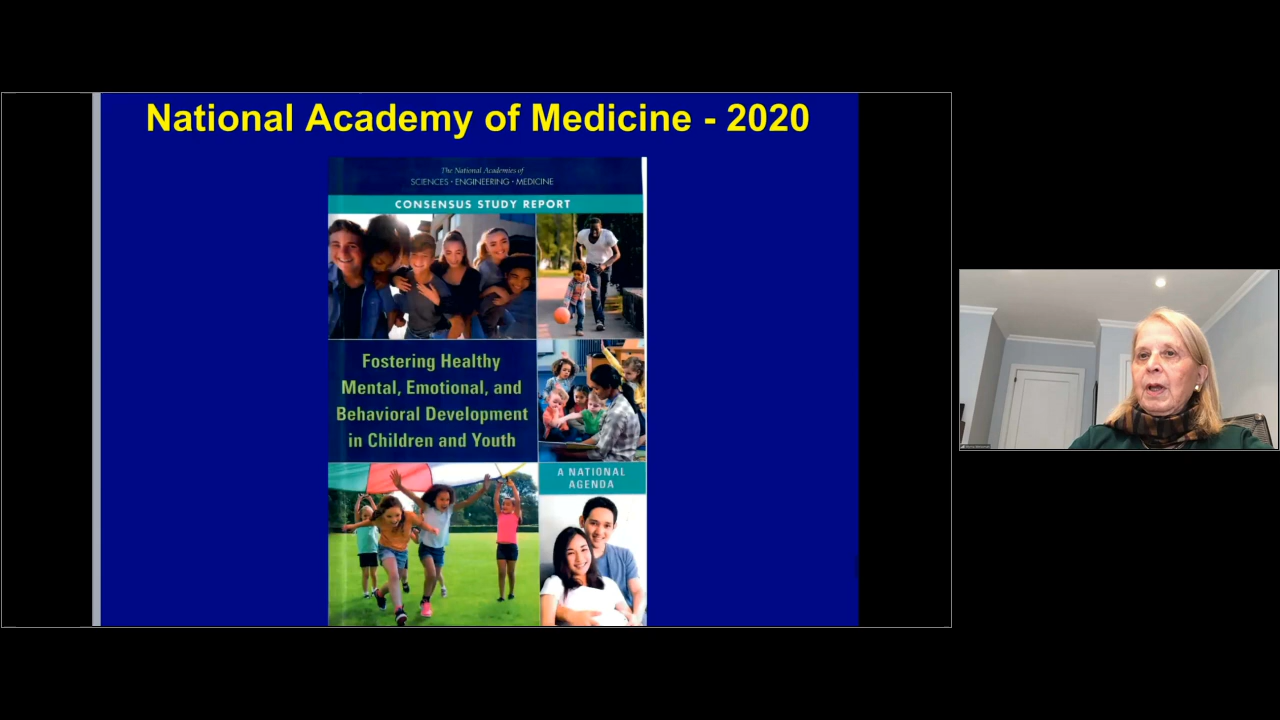 National Academy of Medicine - 2020
The National Academies of
SCIENCES · ENGINEERING · MEDICINE
CONSENSUS STUDY REPORT
Fostering Healthy
Mental, Emotional, and
Behavioral Development
in Children and Youth
A NATIONAL
AGENDA